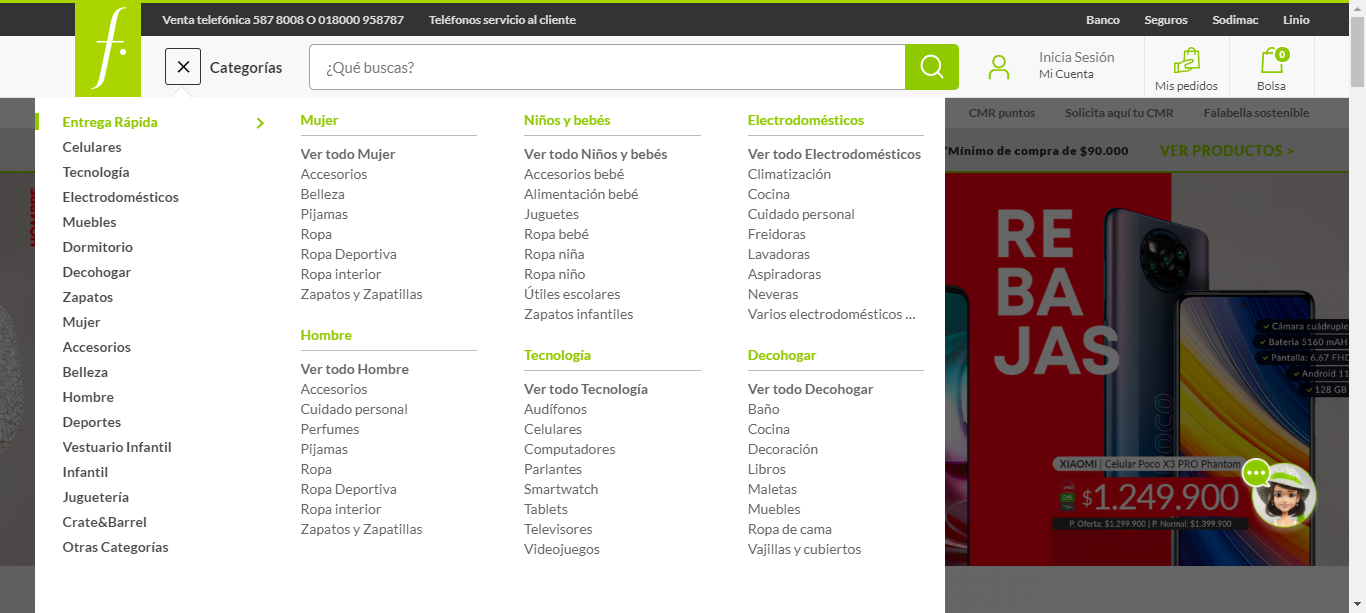 Venta telefónica 587 8008 O 018000 958787
Teléfonos servicio al cliente
Banco
Seguros
Sodimac
Linio
f.
Categorías
¿Qué buscas?
Inicia Sesión
Mi Cuenta
Mis pedidos
0
Bolsa
CMR puntos
Solicita aquí tu CMR
Falabella sostenible
*Mínimo de compra de $90.000
VER PRODUCTOS >
Entrega Rápida
Celulares
Tecnología
Electrodomésticos
Muebles
Dormitorio
Decohogar
Zapatos
Mujer
Accesorios
Belleza
Hombre
Deportes
Vestuario Infantil
Infantil
Juguetería
Crate&Barrel
Otras Categorías
Mujer
Ver todo Mujer
Accesorios
Belleza
Pijamas
Ropa
Ropa Deportiva
Ropa interior
Zapatos y Zapatillas
Hombre
Ver todo Hombre
Accesorios
Cuidado personal
Perfumes
Pijamas
Ropa
Ropa Deportiva
Ropa interior
Zapatos y Zapatillas
Niños y bebés
Ver todo Niños y bebés
Accesorios bebé
Alimentación bebé
Juguetes
Ropa bebé
Ropa niña
Ropa niño
Útiles escolares
Zapatos infantiles
Tecnología
Ver todo Tecnología
Audífonos
Celulares
Computadores
Parlantes
Smartwatch
Tablets
Televisores
Videojuegos
Electrodomésticos
Ver todo Electrodomésticos
Climatización
Cocina
Cuidado personal
Freidoras
Lavadoras
Aspiradoras
Neveras
Varios electrodomésticos ...
Decohogar
Ver todo Decohogar
Baño
Cocina
Decoración
Libros
Maletas
Muebles
Ropa de cama
Vajillas y cubiertos
HOMBRE
RE
BA
JAS
Cámara cuádruple
Batería 5160 mAH
Pantalla: 6,67 FHD
Android 11
128 GB
POCO
XIAOMI | Celular Poco X3 PRO Phantom
$1.249.900
P. Oferta: $1.299.900 | P. Normal: $1.399.900